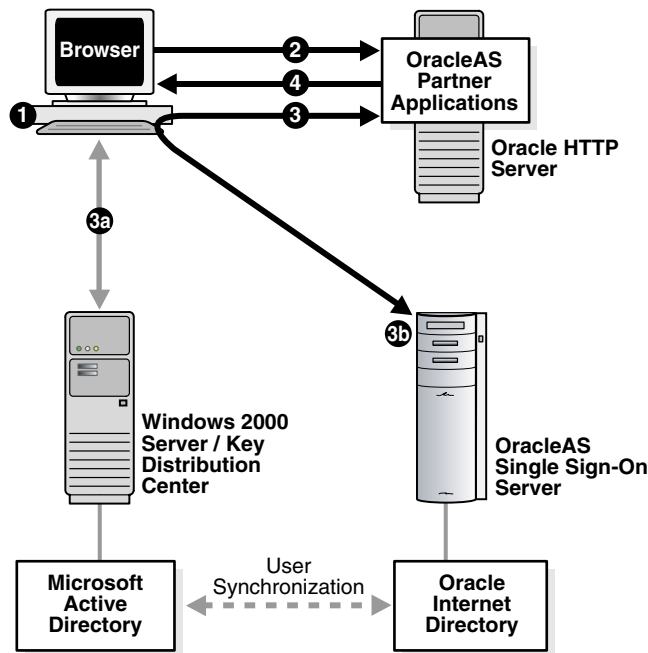 Browser
2
4
1
3
OracleAS
Partner
Applications
Oracle HTTP
Server
3a
3b
Windows 2000
Server / Key
Distribution
Center
OracleAS
Single Sign-On
Server
Microsoft
Active
Directory
User
Synchronization
Oracle
Internet
Directory